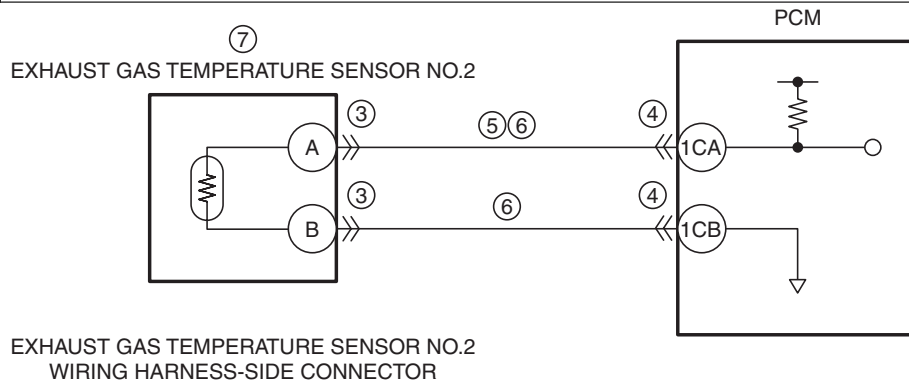 PCM
⑦
EXHAUST GAS TEMPERATURE SENSOR NO.2
③ ⑤⑥ ④
A 1CA
③ ⑥ ④
B 1CB
EXHAUST GAS TEMPERATURE SENSOR NO.2
WIRING HARNESS-SIDE CONNECTOR